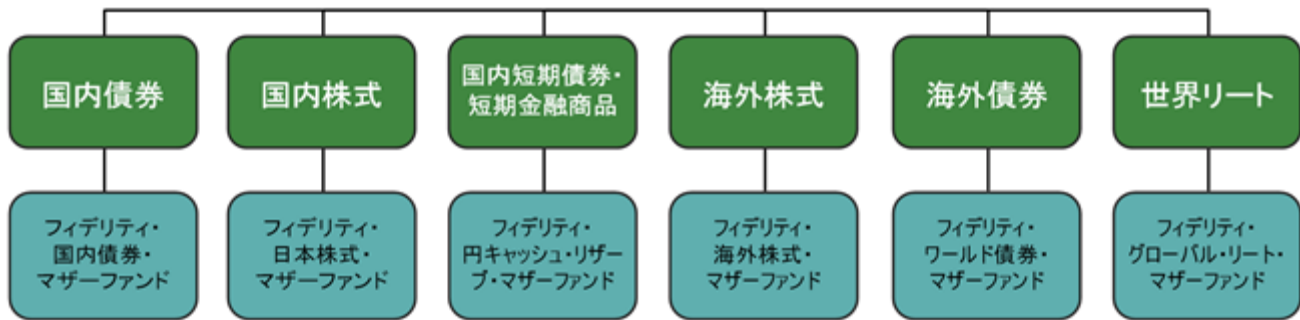 国内債券
国内株式
国内短期債券・
短期金融商品
海外株式
海外債券
世界リート
フィデリティ・
国内債券・
マザーファンド
フィデリティ・
日本株式・
マザーファンド
フィデリティ・
円キャッシュ・リザー
ブ・マザーファンド
フィデリティ・
海外株式・
マザーファンド
フィデリティ・
ワールド債券・
マザーファンド
フィデリティ・
グローバル・リート・
マザーファンド